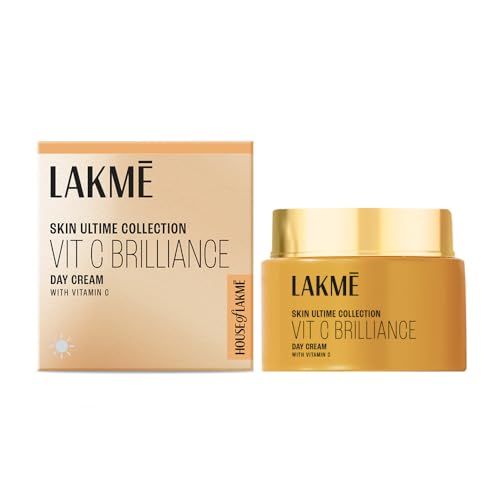 LAKMĒ
SKIN ULTIME COLLECTION
VIT C BRILLIANCE
DAY CREAM
WITH VITAMIN C
HOUSE of LAKMĒ
LAKMĒ
SKIN ULTIME COLLECTION
VIT C BRILLIANCE
DAY CREAM
WITH VITAMIN C